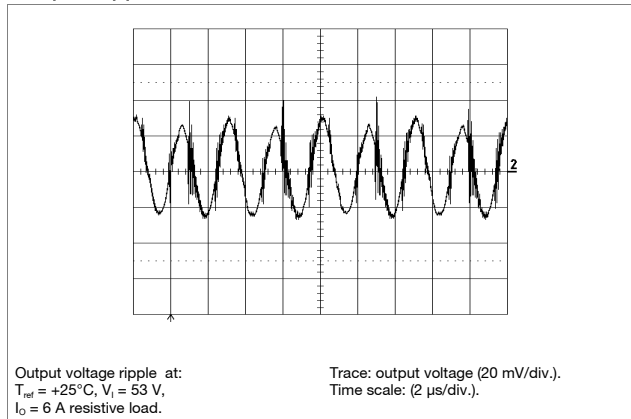 2
Output voltage ripple at:
Tref = +25°C, VI = 53 V,
IO = 6 A resistive load.
Trace: output voltage (20 mV/div.).
Time scale: (2 µs/div.).